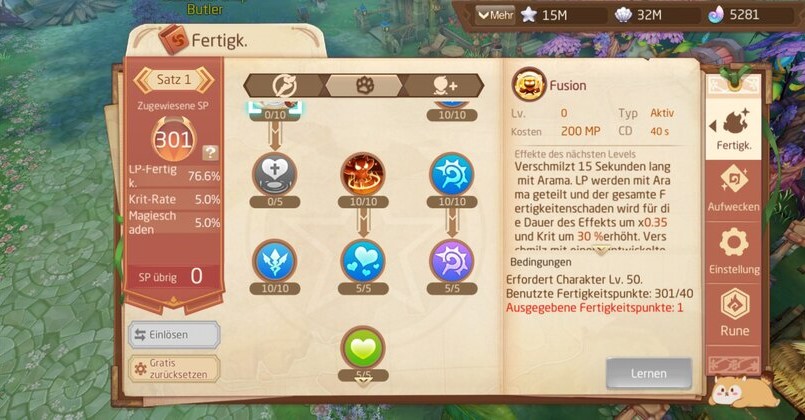 Butler
Mehr
15M
32M
5281
Fertigk.
Satz 1
Zugewiesene SP
301
?
LP-Fertig
k.
76.6%
Krit-Rate
5.0%
Magiesch
aden
5.0%
SP übrig
0
Einlösen
Gratis
zurücksetzen
0/10
10/10
0/5
10/10
10/10
10/10
5/5
5/5
5/5
Fusion
Lv.
0
Typ
Aktiv
Kosten
200 MP
CD
40 s
Effekte des nächsten Levels
Verschmilzt 15 Sekunden lang
mit Arama. LP werden mit Ara
ma geteilt und der gesamte F
ertigkeitenschaden wird für di
e Dauer des Effekts um x0.35
und Krit um 30 %erhöht. Vers
Bedingungen
Erfordert Charakter Lv. 50.
Benutzte Fertigkeitspunkte: 301/40
Ausgegebene Fertigkeitspunkte: 1
Lernen
Fertigk.
Aufwecken
Einstellung
Rune